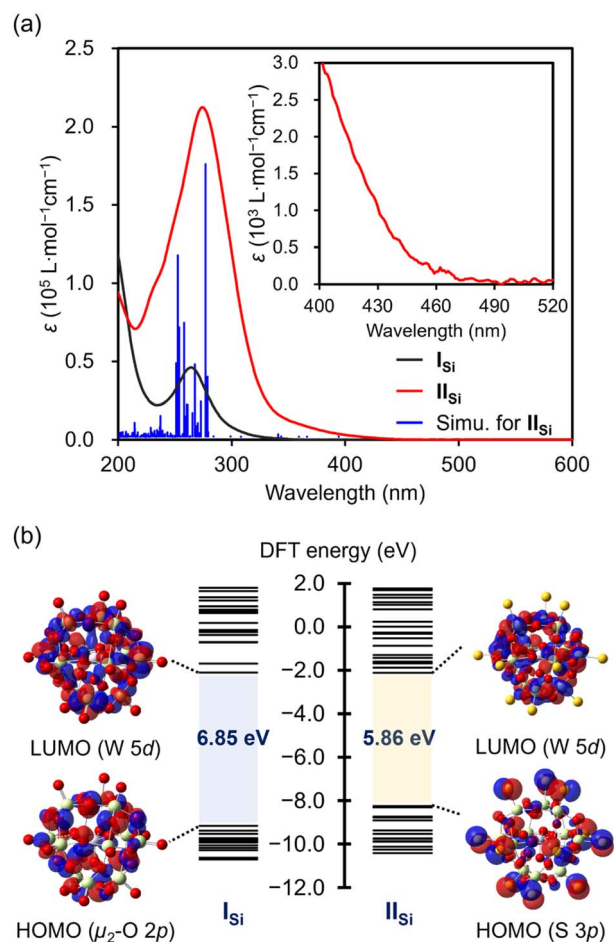 (a)
2.5
2.0
1.5
1.0
0.5
0.0
ε (10⁵ L·mol⁻¹cm⁻¹)
200
300
400
500
600
Wavelength (nm)
3.0
2.5
2.0
1.5
1.0
0.5
0.0
ε (10³ L·mol⁻¹cm⁻¹)
400
430
460
490
520
Wavelength (nm)
I_Si
II_Si
Simu. for II_Si
(b)
DFT energy (eV)
2.0
0.0
−2.0
−4.0
−6.0
−8.0
−10.0
−12.0
LUMO (W 5d)
6.85 eV
5.86 eV
LUMO (W 5d)
HOMO (μ₂-O 2p)
I_Si
II_Si
HOMO (S 3p)